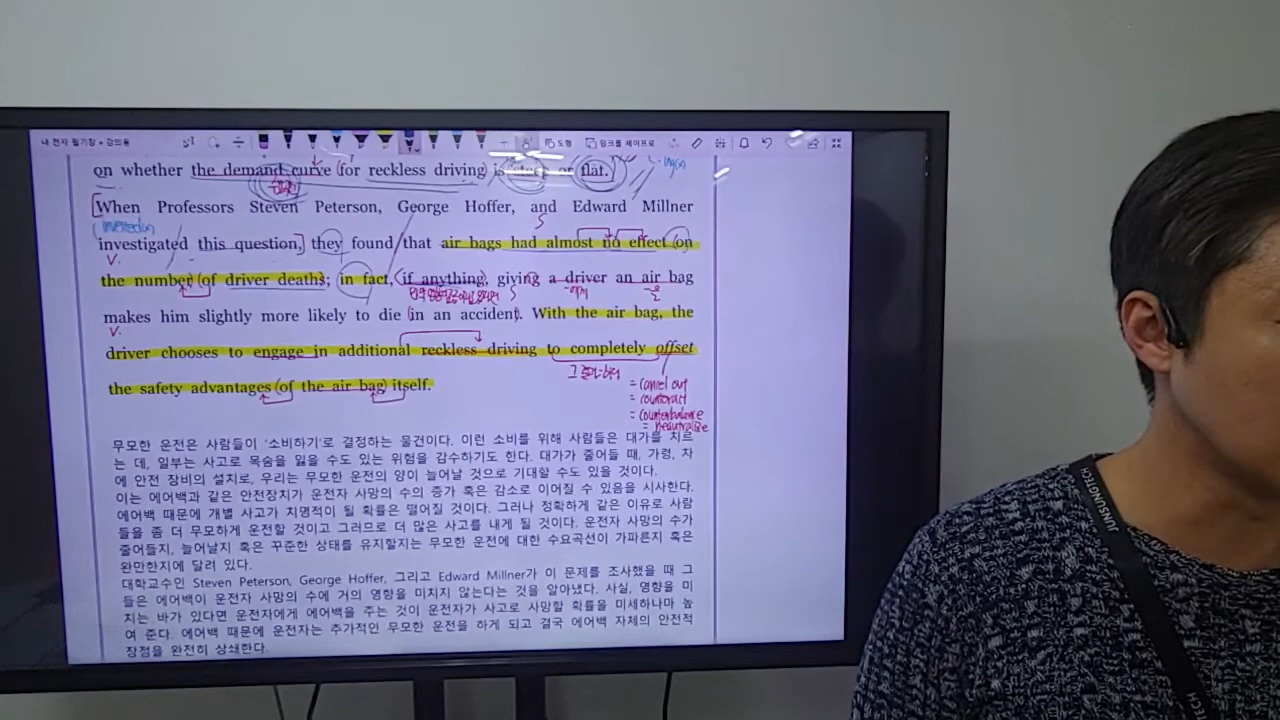 내 전자 필기장 » 강의용
도형
잉크를 셰이프로
on whether the demand curve (for reckless driving) is or flat.
When Professors Steven Peterson, George Hoffer, and Edward Millner
investigated this question, they found that air bags had almost no effect (on
the number) (of driver deaths; in fact, (if anything), giving a driver an air bag
에게
을
makes him slightly more likely to die (in an accident). With the air bag, the
V.
driver chooses to engage in additional reckless driving to completely offset
the safety advantages (of the air bag) itself.
= cancel out
= counteract
= counterbalance
= neautralize
무모한 운전은 사람들이 '소비하기'로 결정하는 물건이다. 이런 소비를 위해 사람들은 대가를 치르
는 데, 일부는 사고로 목숨을 잃을 수도 있는 위험을 감수하기도 한다. 대가가 줄어들 때, 가령, 차
에 안전 장비의 설치로, 우리는 무모한 운전의 양이 늘어날 것으로 기대할 수도 있을 것이다.
이는 에어백과 같은 안전장치가 운전자 사망의 수의 증가 혹은 감소로 이어질 수 있음을 시사한다.
에어백 때문에 개별 사고가 치명적이 될 확률은 떨어질 것이다. 그러나 정확하게 같은 이유로 사람
들을 좀 더 무모하게 운전할 것이고 그러므로 더 많은 사고를 내게 될 것이다. 운전자 사망의 수가
줄어들지, 늘어날지 혹은 꾸준한 상태를 유지할지는 무모한 운전에 대한 수요곡선이 가파른지 혹은
완만한지에 달려 있다.
대학교수인 Steven Peterson, George Hoffer, 그리고 Edward Millner가 이 문제를 조사했을 때 그
들은 에어백이 운전자 사망의 수에 거의 영향을 미치지 않는다는 것을 알아냈다. 사실, 영향을 미
치는 바가 있다면 운전자에게 에어백을 주는 것이 운전자가 사고로 사망할 확률을 미세하나마 높
여 준다. 에어백 때문에 운전자는 추가적인 무모한 운전을 하게 되고 결국 에어백 자체의 안전적
장점을 완전히 상쇄한다.
JUNSUNGTECH
TECH